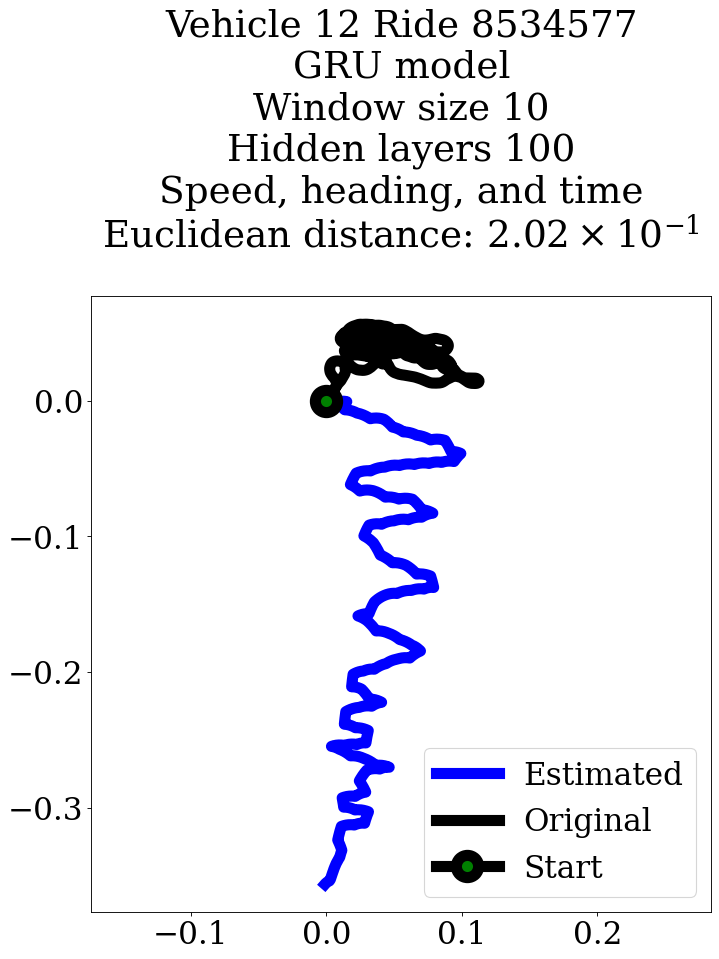 Vehicle 12 Ride 8534577
GRU model
Window size 10
Hidden layers 100
Speed, heading, and time
Euclidean distance: 2.02 × 10⁻¹
0.0
−0.1
−0.2
−0.3
Estimated
Original
Start
−0.1 0.0 0.1 0.2